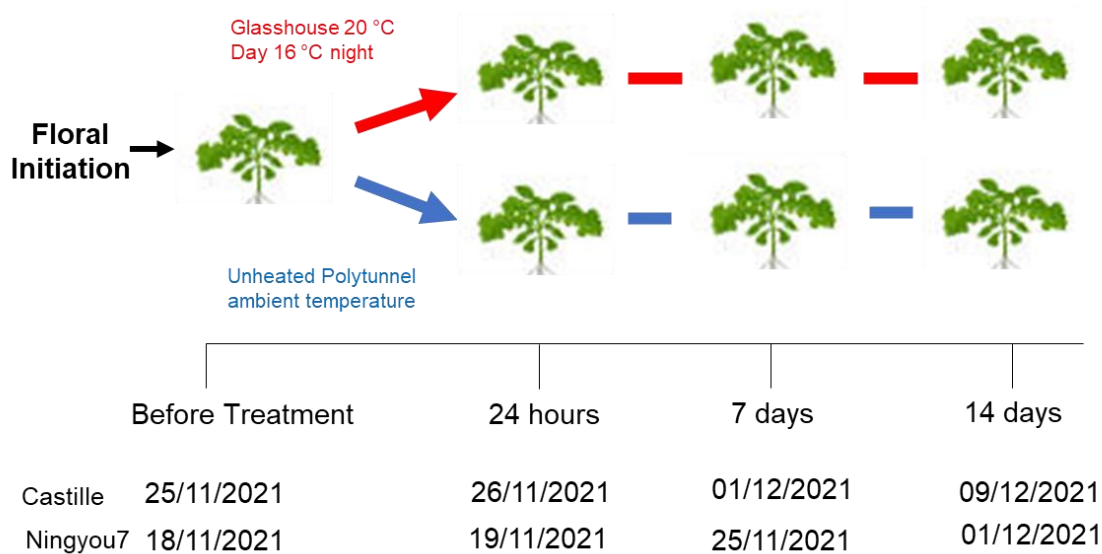 Glasshouse 20 °C
Day 16 °C night
Floral
Initiation
Unheated Polytunnel
ambient temperature
Before Treatment 24 hours 7 days 14 days
Castille 25/11/2021 26/11/2021 01/12/2021 09/12/2021
Ningyou7 18/11/2021 19/11/2021 25/11/2021 01/12/2021